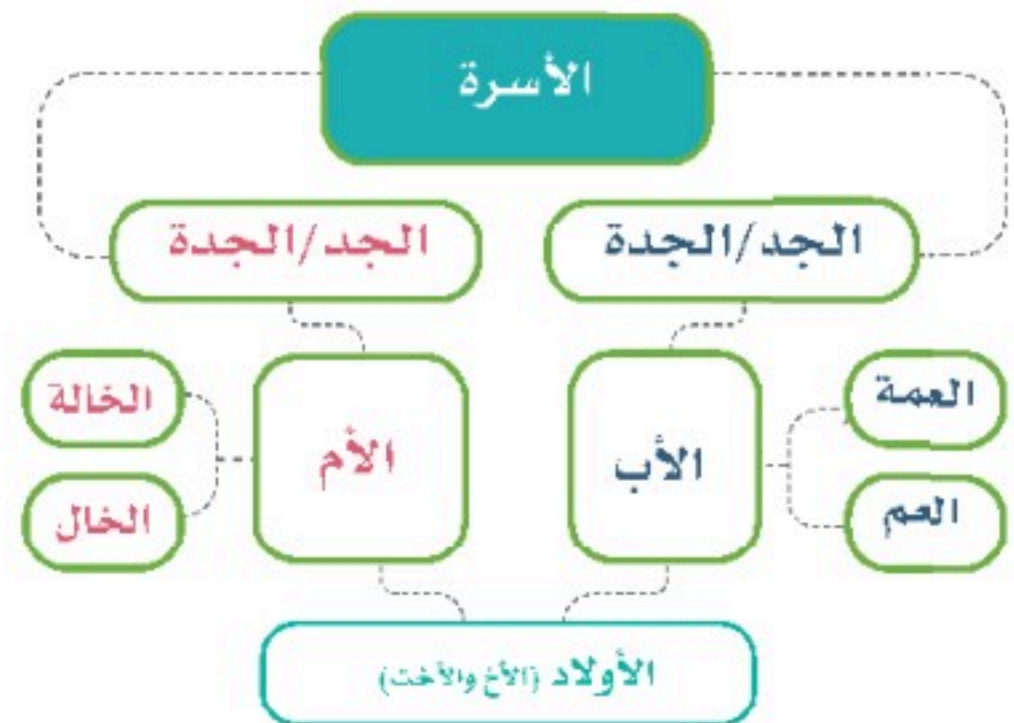 الأسرة
الجد/الجدة
الجد/الجدة
العمة
العم
الأب
الأم
الخالة
الخال
الأولاد (الأخ والأخت)